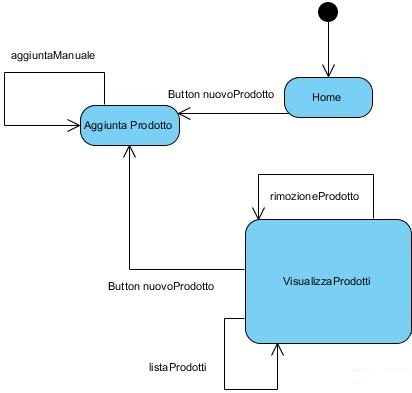 aggiuntaManuale
Button nuovoProdotto
Home
Aggiunta Prodotto
rimozioneProdotto
VisualizzaProdotti
Button nuovoProdotto
listaProdotti